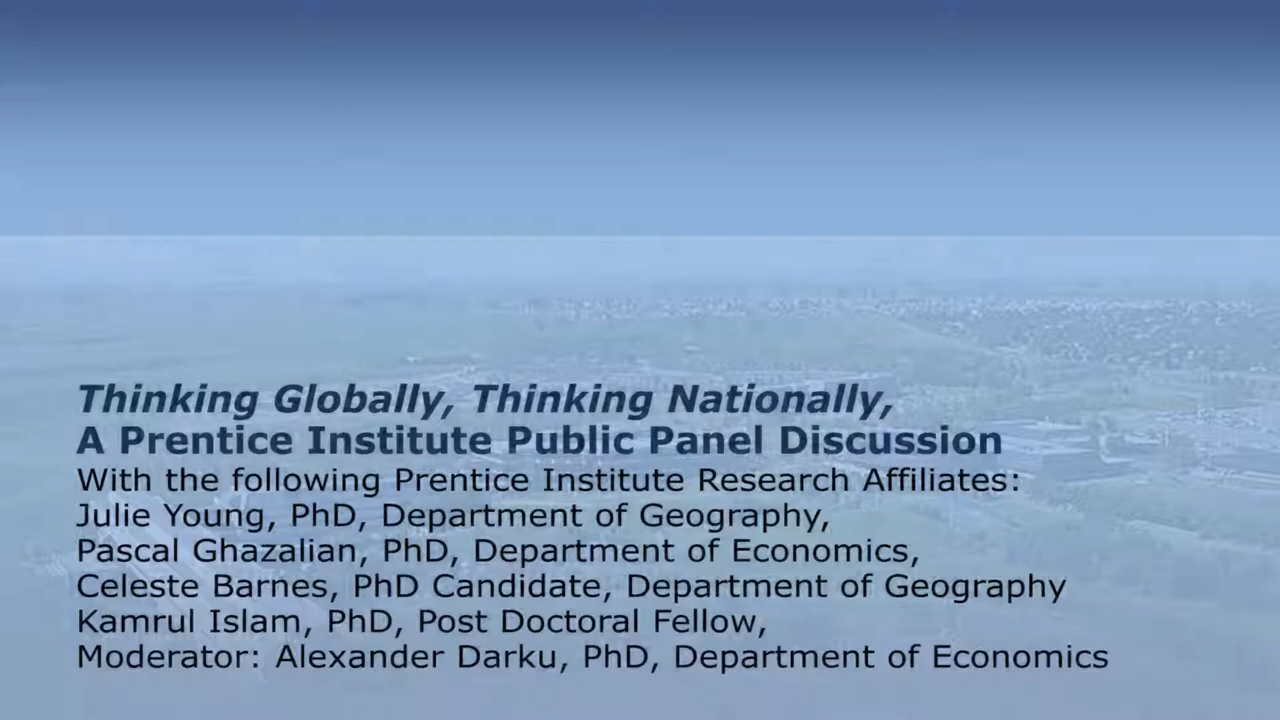 Thinking Globally, Thinking Nationally,
A Prentice Institute Public Panel Discussion
With the following Prentice Institute Research Affiliates:
Julie Young, PhD, Department of Geography,
Pascal Ghazalian, PhD, Department of Economics,
Celeste Barnes, PhD Candidate, Department of Geography
Kamrul Islam, PhD, Post Doctoral Fellow,
Moderator: Alexander Darku, PhD, Department of Economics